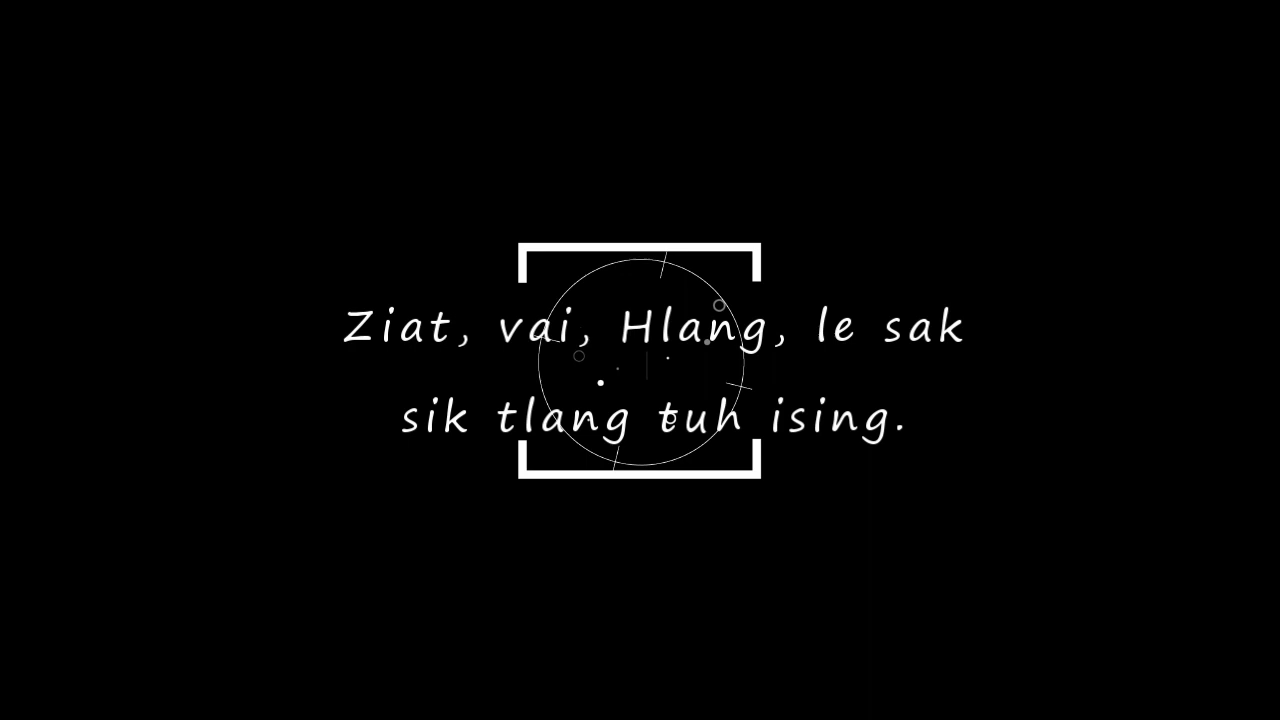 Ziat, vai, Hlang, le sak
sik tlang tuh ising.